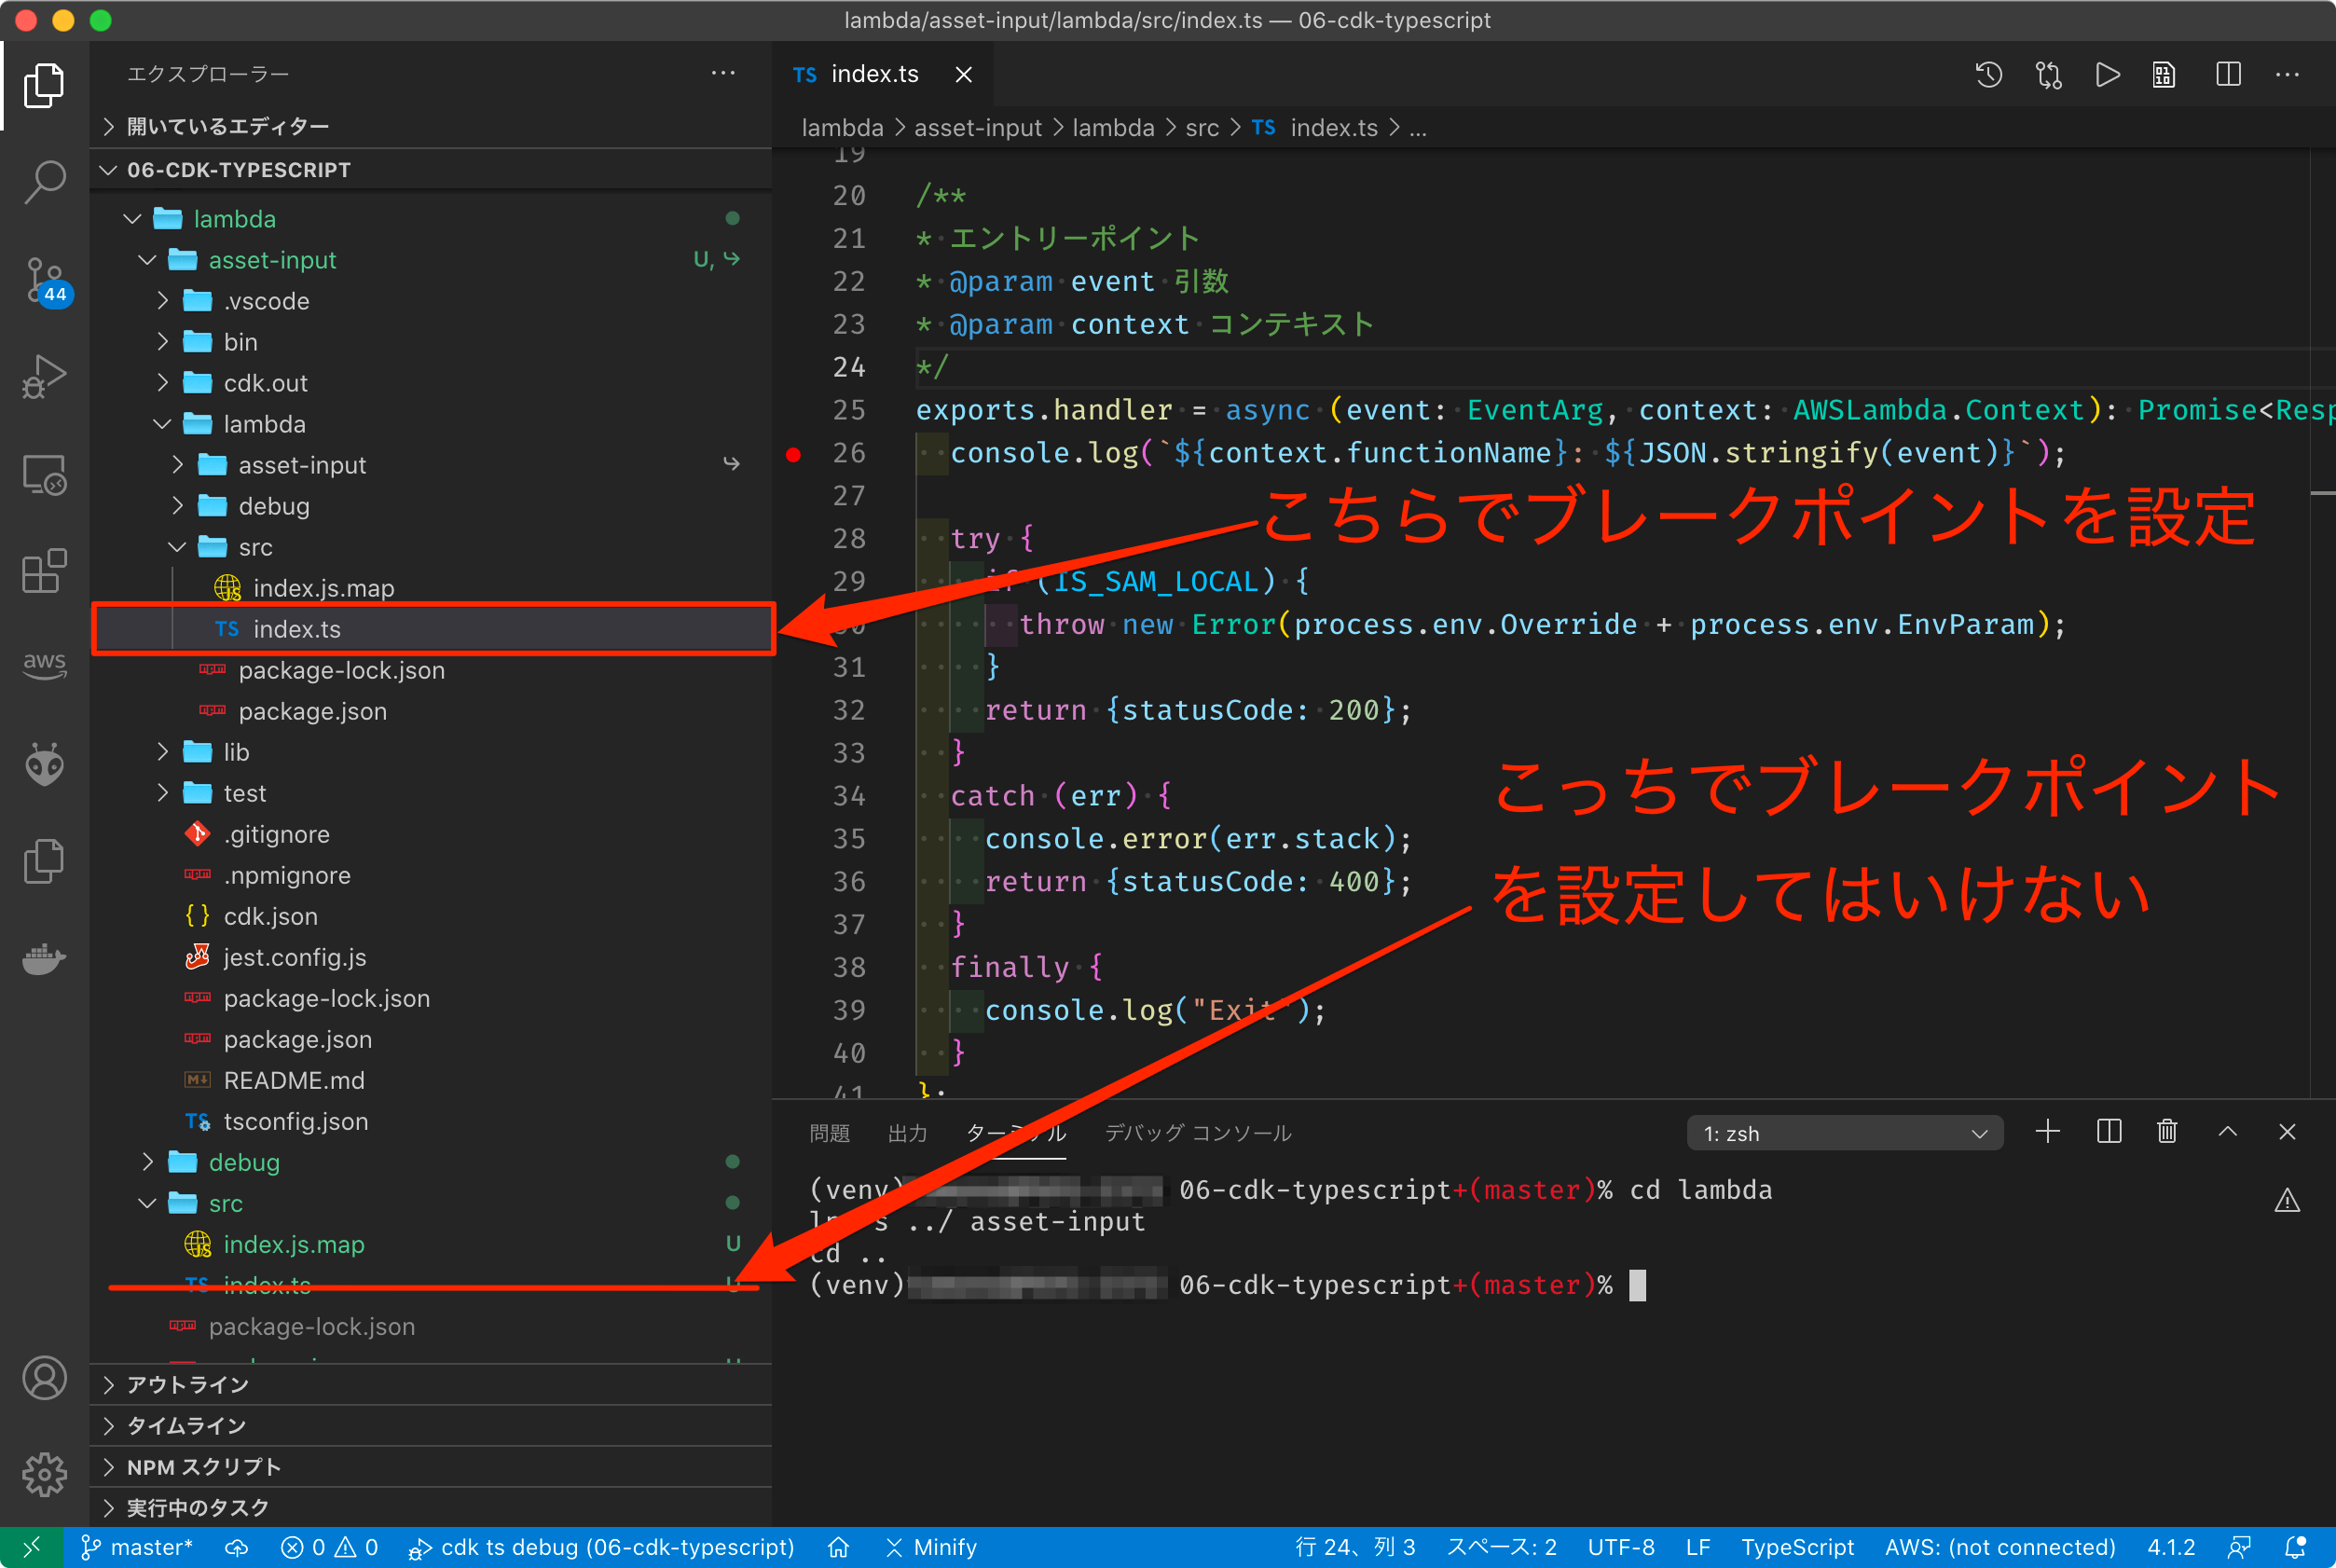 lambda/asset-input/lambda/src/index.ts — 06-cdk-typescript
エクスプローラー
開いているエディター
06-CDK-TYPESCRIPT
lambda
asset-input U,
.vscode
bin
cdk.out
lambda
asset-input
debug
src
index.js.map
TS index.ts
package-lock.json
package.json
lib
test
.gitignore
.npmignore
{} cdk.json
jest.config.js
package-lock.json
package.json
README.md
TS tsconfig.json
debug
src
index.js.map U
TS index.ts U
package-lock.json
アウトライン
タイムライン
NPM スクリプト
実行中のタスク
44
aws
TS index.ts
lambda > asset-input > lambda > src > TS index.ts > ...
19
20 /**
21 * エントリーポイント
22 * @param event 引数
23 * @param context コンテキスト
24 */
25 exports.handler = async (event: EventArg, context: AWSLambda.Context): Promise<Resp
26 console.log(`${context.functionName}: ${JSON.stringify(event)}`);
27
28 try {
29 if (IS_SAM_LOCAL) {
30 throw new Error(process.env.Override + process.env.EnvParam);
31 }
32 return {statusCode: 200};
33 }
34 catch (err) {
35 console.error(err.stack);
36 return {statusCode: 400};
37 }
38 finally {
39 console.log("Exit");
40 }
41 };
こちらでブレークポイントを設定
こっちでブレークポイント
を設定してはいけない
問題 出力 ターミナル デバッグ コンソール 1: zsh
(venv) 06-cdk-typescript+(master)% cd lambda
ln -s ../ asset-input
cd ..
(venv) 06-cdk-typescript+(master)%
master* 0 0 cdk ts debug (06-cdk-typescript) Minify 行 24、列 3 スペース: 2 UTF-8 LF TypeScript AWS: (not connected) 4.1.2